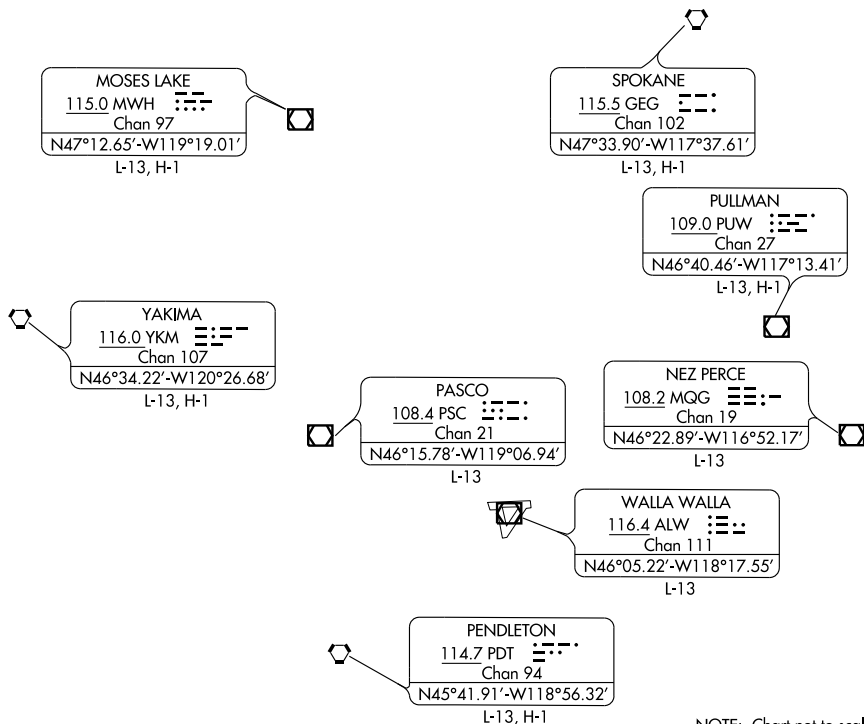 MOSES LAKE
115.0 MWH
Chan 97
N47°12.65′-W119°19.01′
L-13, H-1
SPOKANE
115.5 GEG
Chan 102
N47°33.90′-W117°37.61′
L-13, H-1
PULLMAN
109.0 PUW
Chan 27
N46°40.46′-W117°13.41′
L-13, H-1
YAKIMA
116.0 YKM
Chan 107
N46°34.22′-W120°26.68′
L-13, H-1
PASCO
108.4 PSC
Chan 21
N46°15.78′-W119°06.94′
L-13
NEZ PERCE
108.2 MQG
Chan 19
N46°22.89′-W116°52.17′
L-13
WALLA WALLA
116.4 ALW
Chan 111
N46°05.22′-W118°17.55′
L-13
PENDLETON
114.7 PDT
Chan 94
N45°41.91′-W118°56.32′
L-13, H-1
NOTE: Chart not to